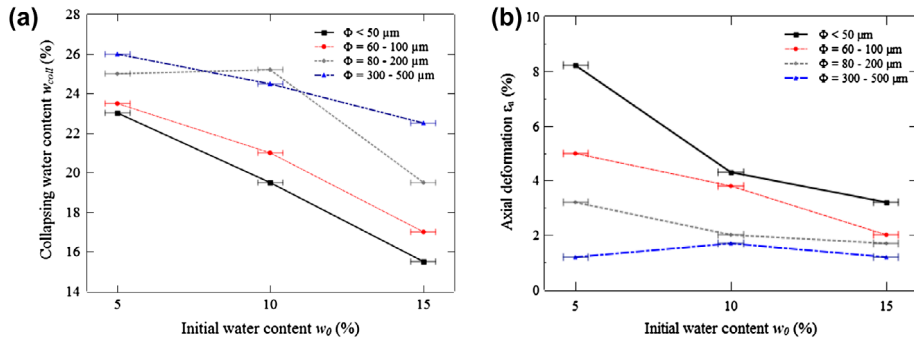 (a)
Collapsing water content w_coll (%)
28
26
24
22
20
18
16
14
5
10
15
Initial water content w₀ (%)
Φ < 50 μm
Φ = 60 - 100 μm
Φ = 80 - 200 μm
Φ = 300 - 500 μm
(b)
Axial deformation εₐ (%)
10
8
6
4
2
0
5
10
15
Initial water content w₀ (%)
Φ < 50 μm
Φ = 60 - 100 μm
Φ = 80 - 200 μm
Φ = 300 - 500 μm